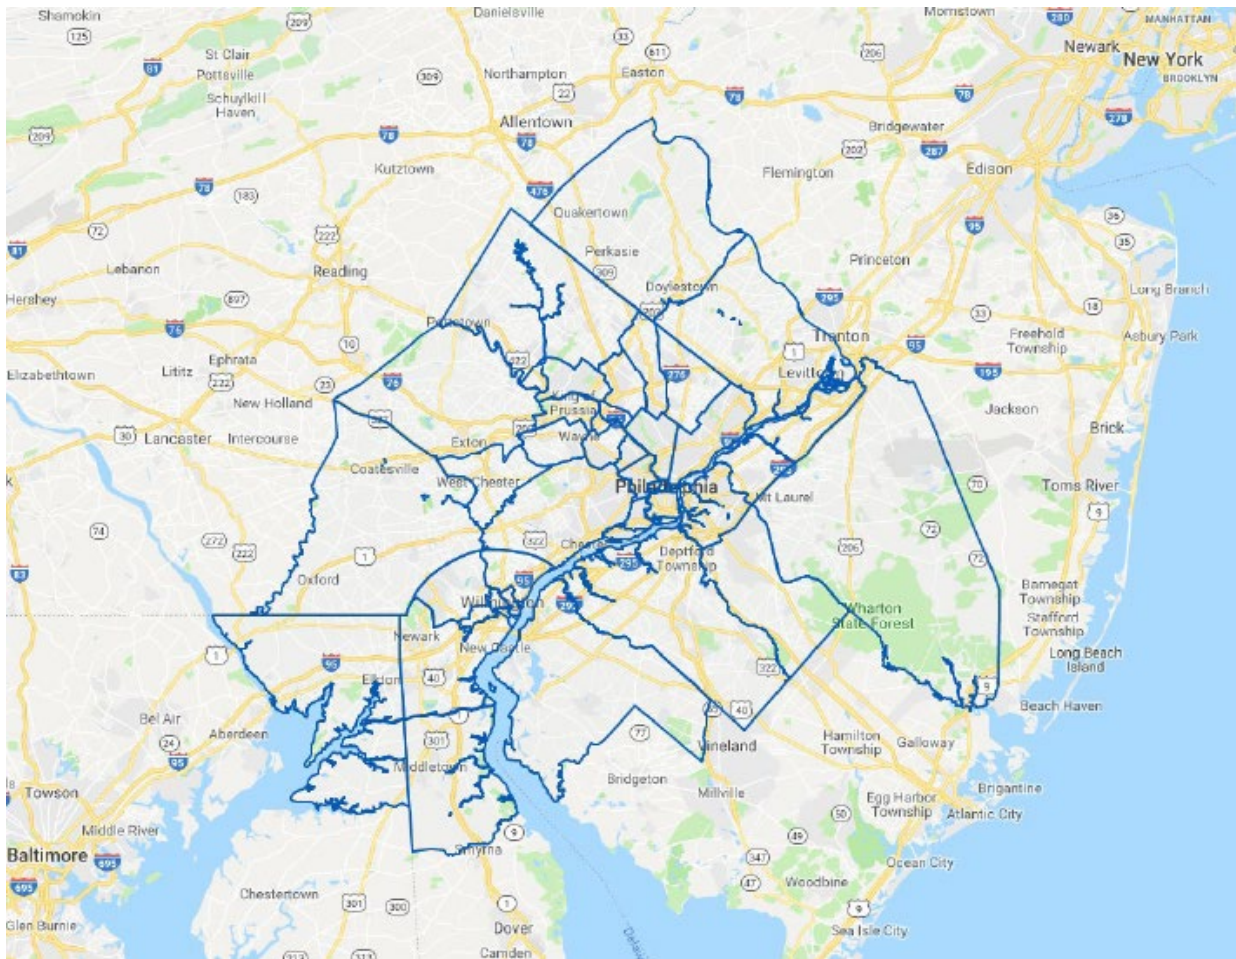 Shamokin
Danielsville
Morristown
MANHATTAN
Newark
New York
BROOKLYN
St Clair
Pottsville
Northampton
Easton
Schuylkill
Haven
Allentown
Bridgewater
Edison
Kutztown
Flemington
Quakertown
Perkasie
Lebanon
Reading
Princeton
Long Branch
Hershey
Doylestown
Pottstown
Trenton
Freehold
Township
Asbury Park
Ephrata
Lititz
Elizabethtown
Levittown
New Holland
King of
Prussia
Jackson
Lancaster
Intercourse
Exton
Wayne
Brick
Coatesville
West Chester
Philadelphia
Mt Laurel
Toms River
Chester
Deptford
Township
Oxford
Barnegat
Township
Wilmington
Wharton
State Forest
Stafford
Township
Newark
New Castle
Long Beach
Island
Elkton
Bel Air
Aberdeen
Beach Haven
Hamilton
Township
Galloway
Vineland
Middletown
Bridgeton
Millville
Towson
Brigantine
Egg Harbor
Township
Atlantic City
Middle River
Baltimore
Smyrna
Ocean City
Woodbine
Chestertown
Glen Burnie
Dover
Sea Isle City
Camden